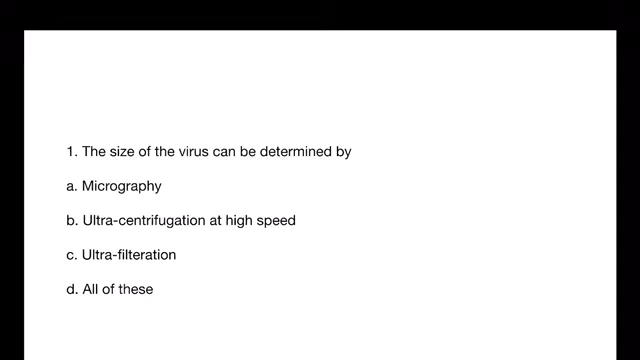 1. The size of the virus can be determined by
a. Micrography
b. Ultra-centrifugation at high speed
c. Ultra-filteration
d. All of these